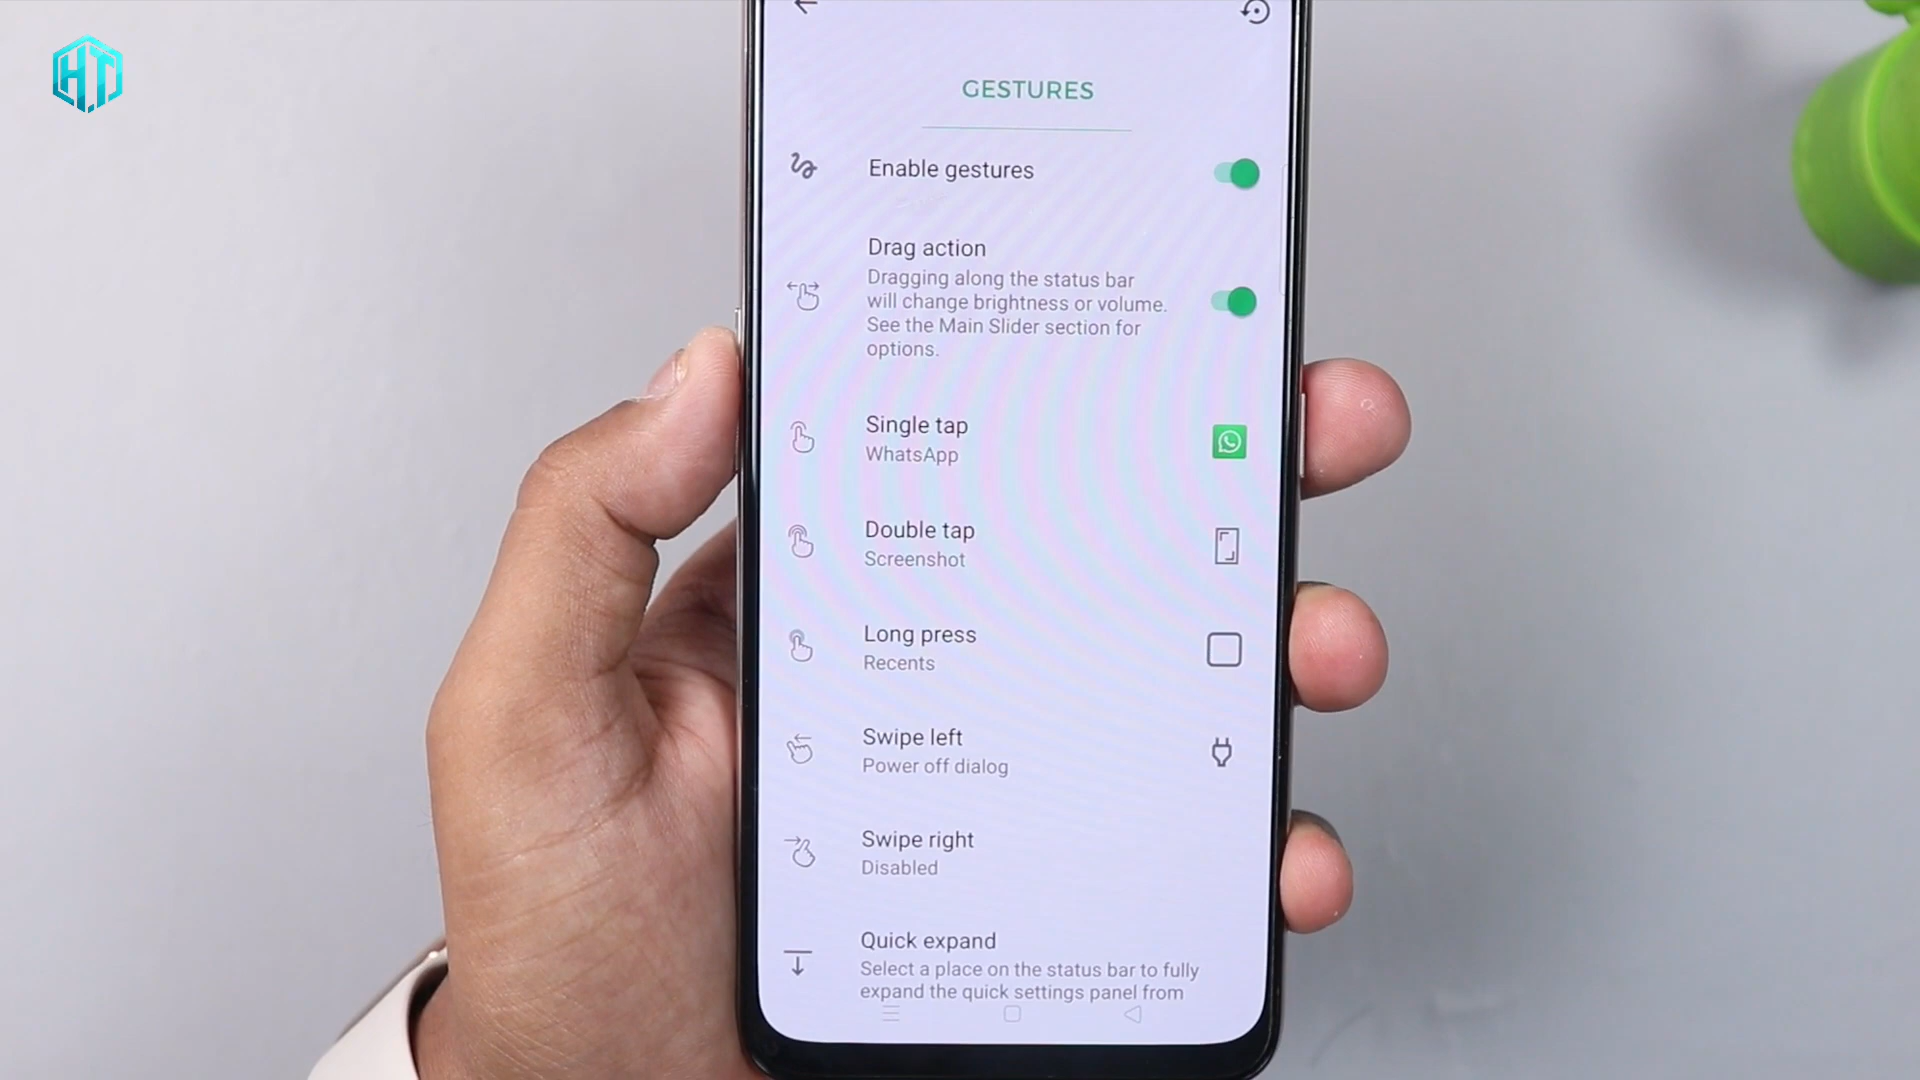 HT
GESTURES
Enable gestures
Drag action
Dragging along the status bar
will change brightness or volume.
See the Main Slider section for
options.
Single tap
WhatsApp
Double tap
Screenshot
Long press
Recents
Swipe left
Power off dialog
Swipe right
Disabled
Quick expand
Select a place on the status bar to fully
expand the quick settings panel from